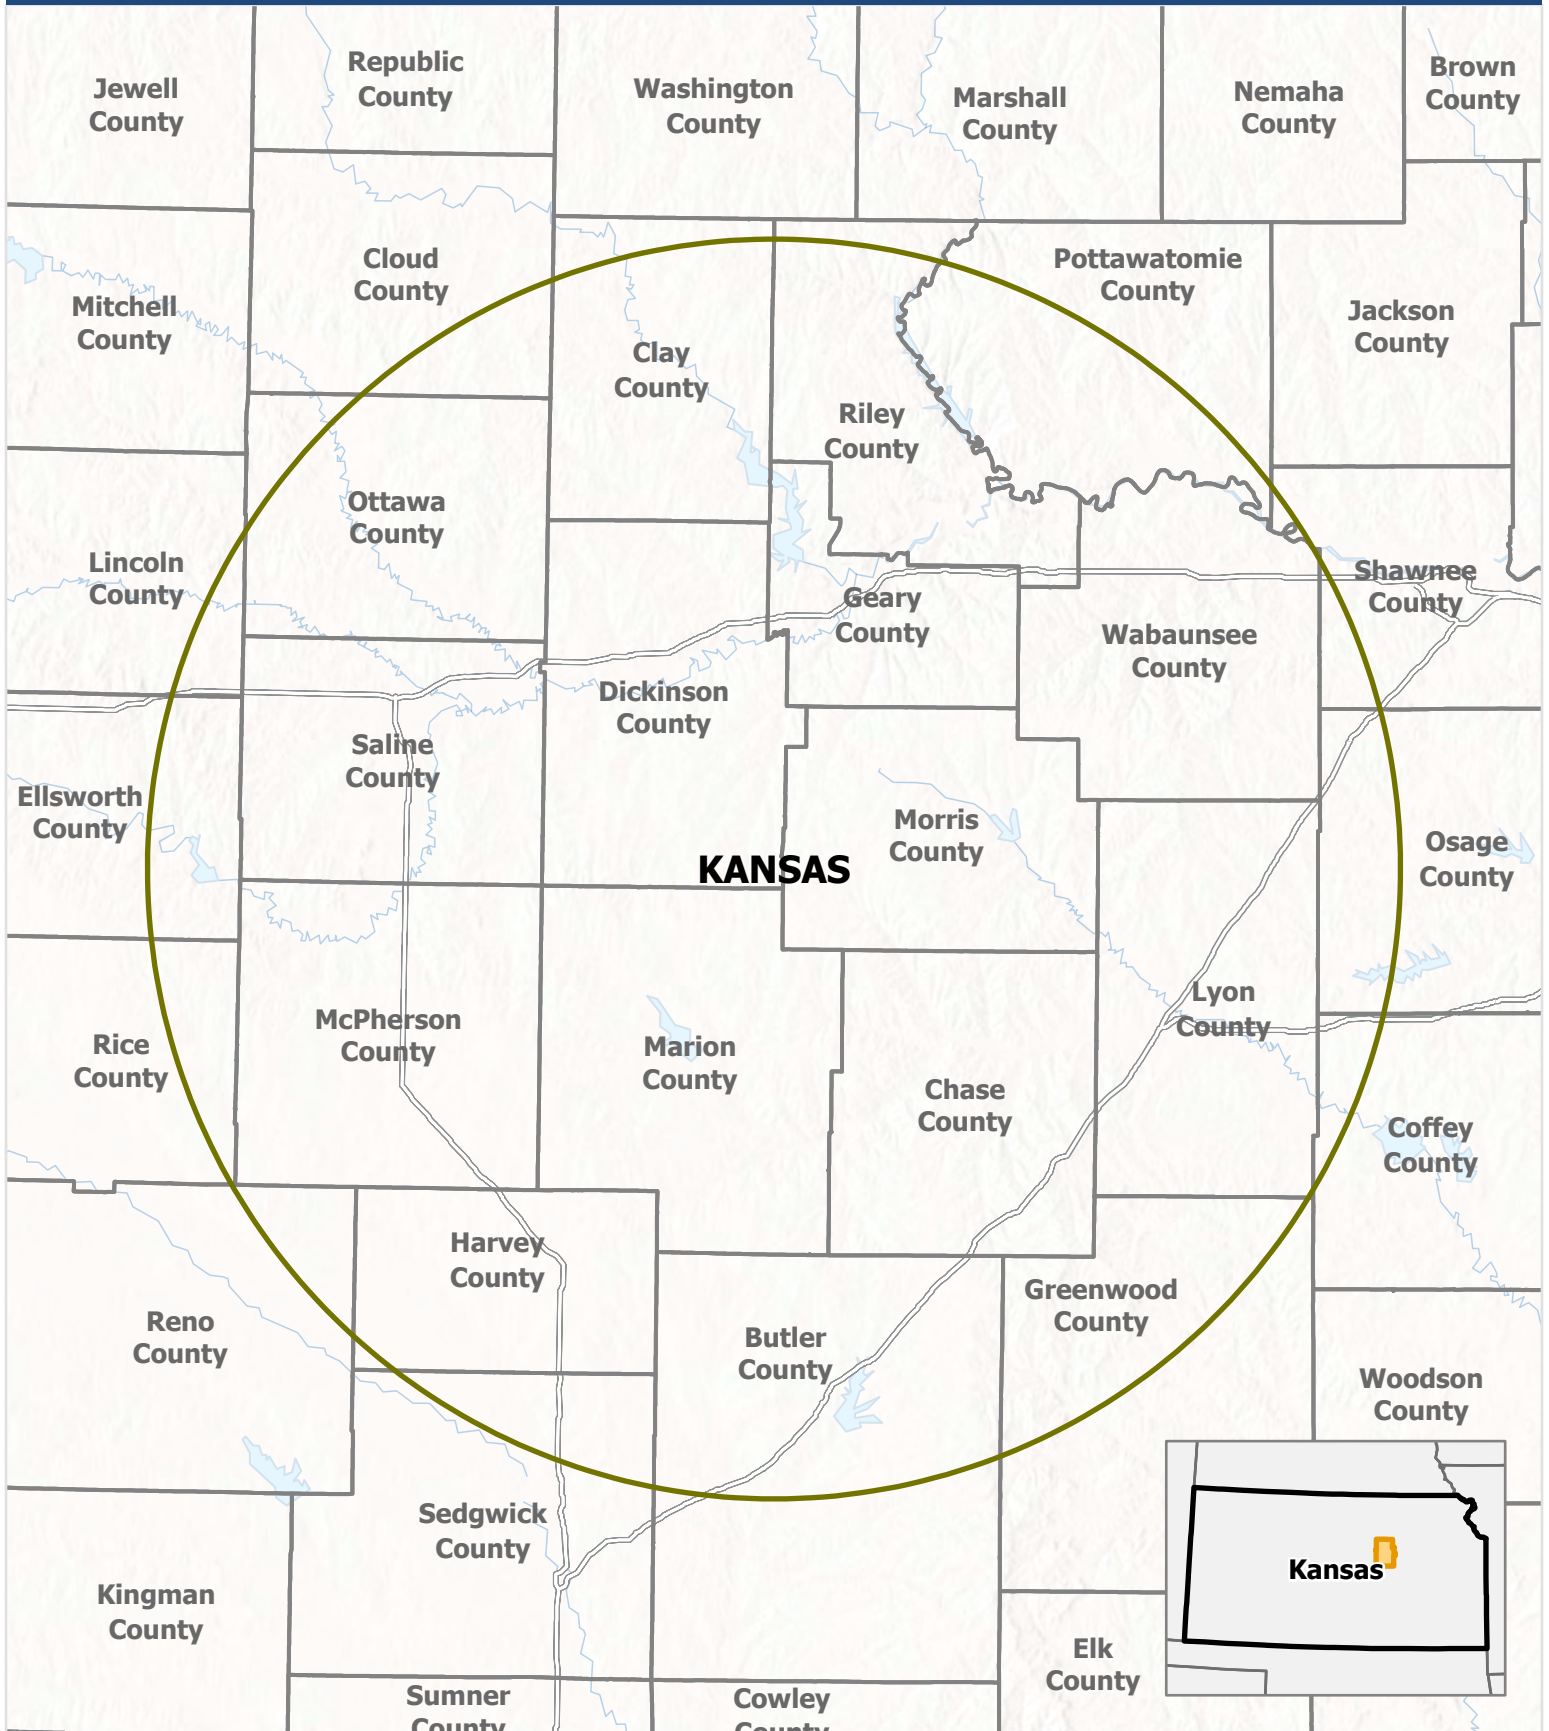 Jewell
County
Republic
County
Washington
County
Marshall
County
Nemaha
County
Brown
County
Mitchell
County
Cloud
County
Clay
County
Riley
County
Pottawatomie
County
Jackson
County
Lincoln
County
Ottawa
County
Geary
County
Wabaunsee
County
Shawnee
County
Ellsworth
County
Saline
County
Dickinson
County
KANSAS
Morris
County
Osage
County
Rice
County
McPherson
County
Marion
County
Chase
County
Lyon
County
Coffey
County
Reno
County
Harvey
County
Butler
County
Greenwood
County
Woodson
County
Kingman
County
Sedgwick
County
Elk
County
Kansas
Sumner
County
Cowley
County